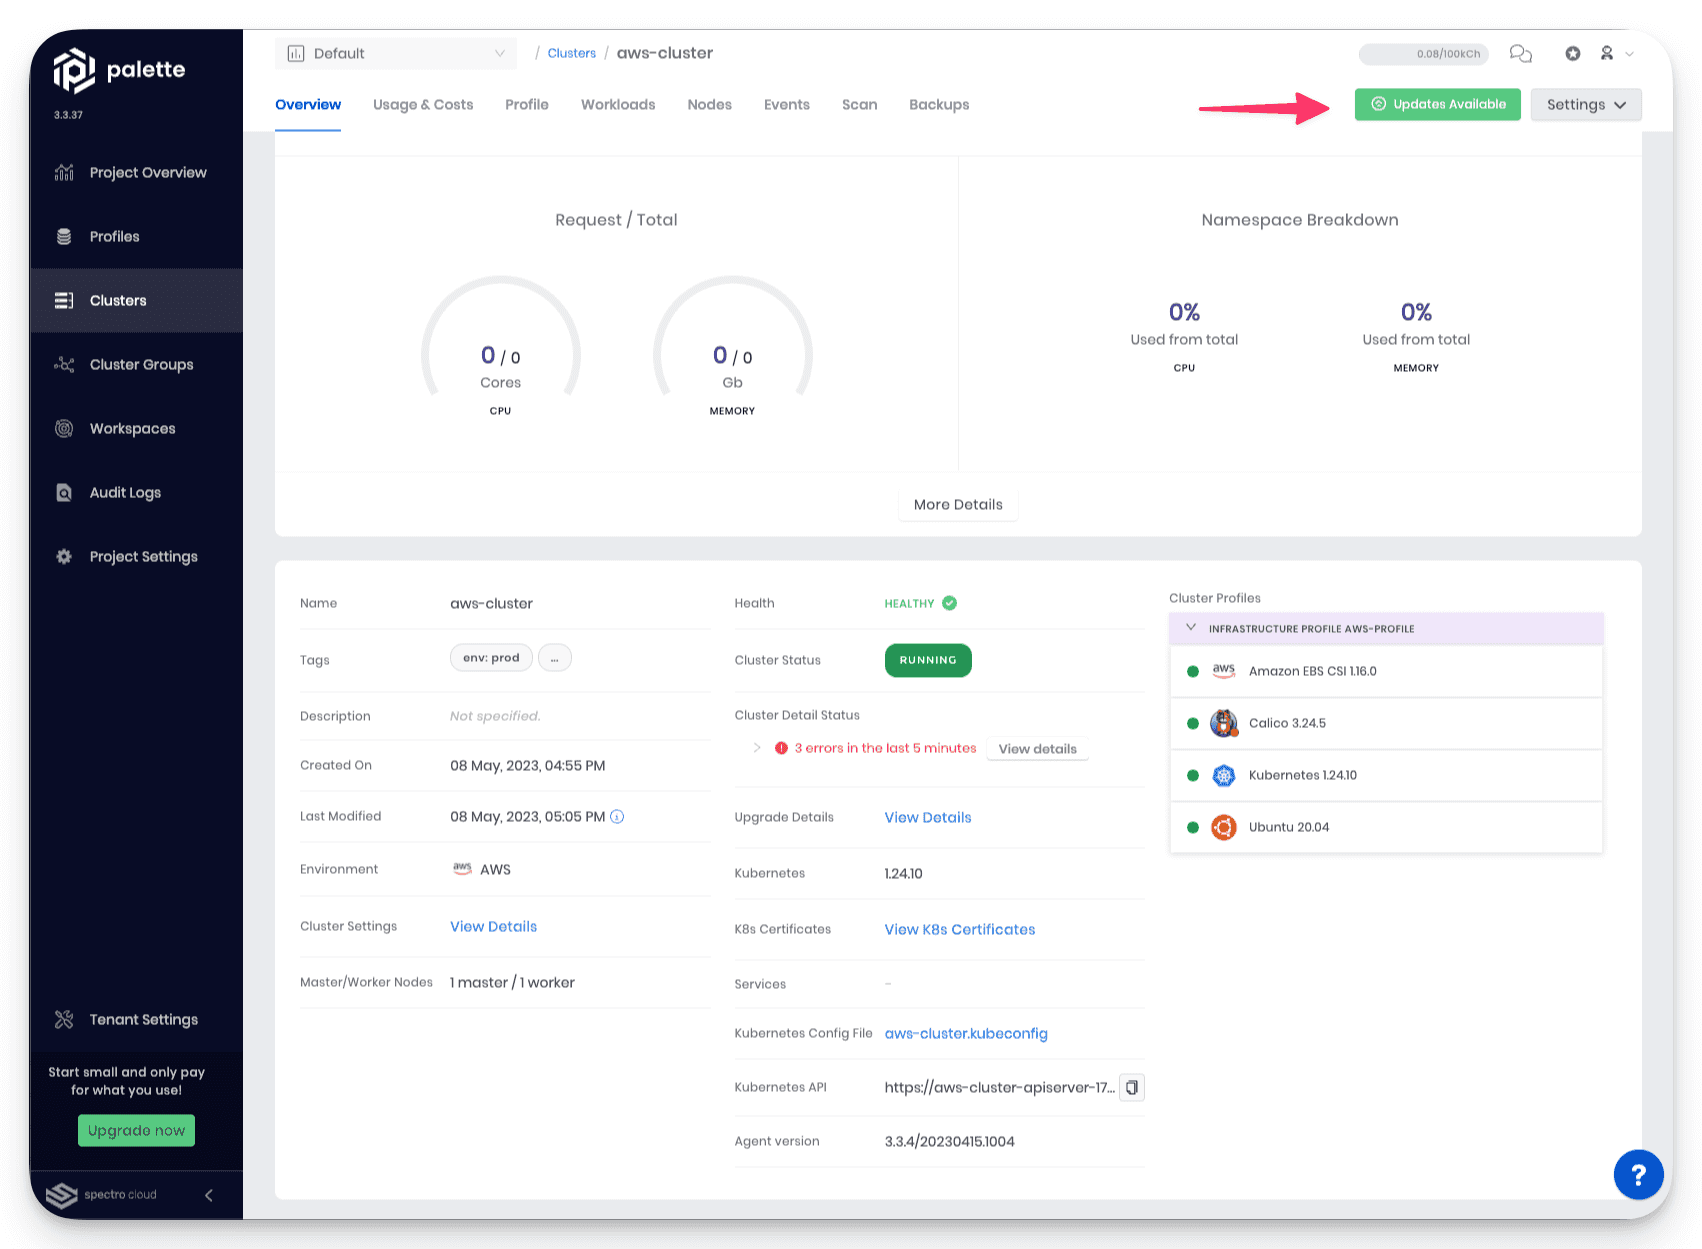 palette
3.3.37
Project Overview
Profiles
Clusters
Cluster Groups
Workspaces
Audit Logs
Project Settings
Tenant Settings
Start small and only pay
for what you use!
Upgrade now
spectro cloud
Default
/ Clusters / aws-cluster
0.08/100kCh
Overview Usage & Costs Profile Workloads Nodes Events Scan Backups
Updates Available
Settings
Request / Total
0 / 0
Cores
CPU
0 / 0
Gb
MEMORY
Namespace Breakdown
0%
Used from total
CPU
0%
Used from total
MEMORY
More Details
Name aws-cluster
Tags env: prod ...
Description Not specified.
Created On 08 May, 2023, 04:55 PM
Last Modified 08 May, 2023, 05:05 PM
Environment aws AWS
Cluster Settings View Details
Master/Worker Nodes 1 master / 1 worker
Health HEALTHY
Cluster Status RUNNING
Cluster Detail Status
3 errors in the last 5 minutes View details
Upgrade Details View Details
Kubernetes 1.24.10
K8s Certificates View K8s Certificates
Services -
Kubernetes Config File aws-cluster.kubeconfig
Kubernetes API https://aws-cluster-apiserver-17...
Agent version 3.3.4/20230415.1004
Cluster Profiles
INFRASTRUCTURE PROFILE AWS-PROFILE
aws Amazon EBS CSI 1.16.0
Calico 3.24.5
Kubernetes 1.24.10
Ubuntu 20.04
?